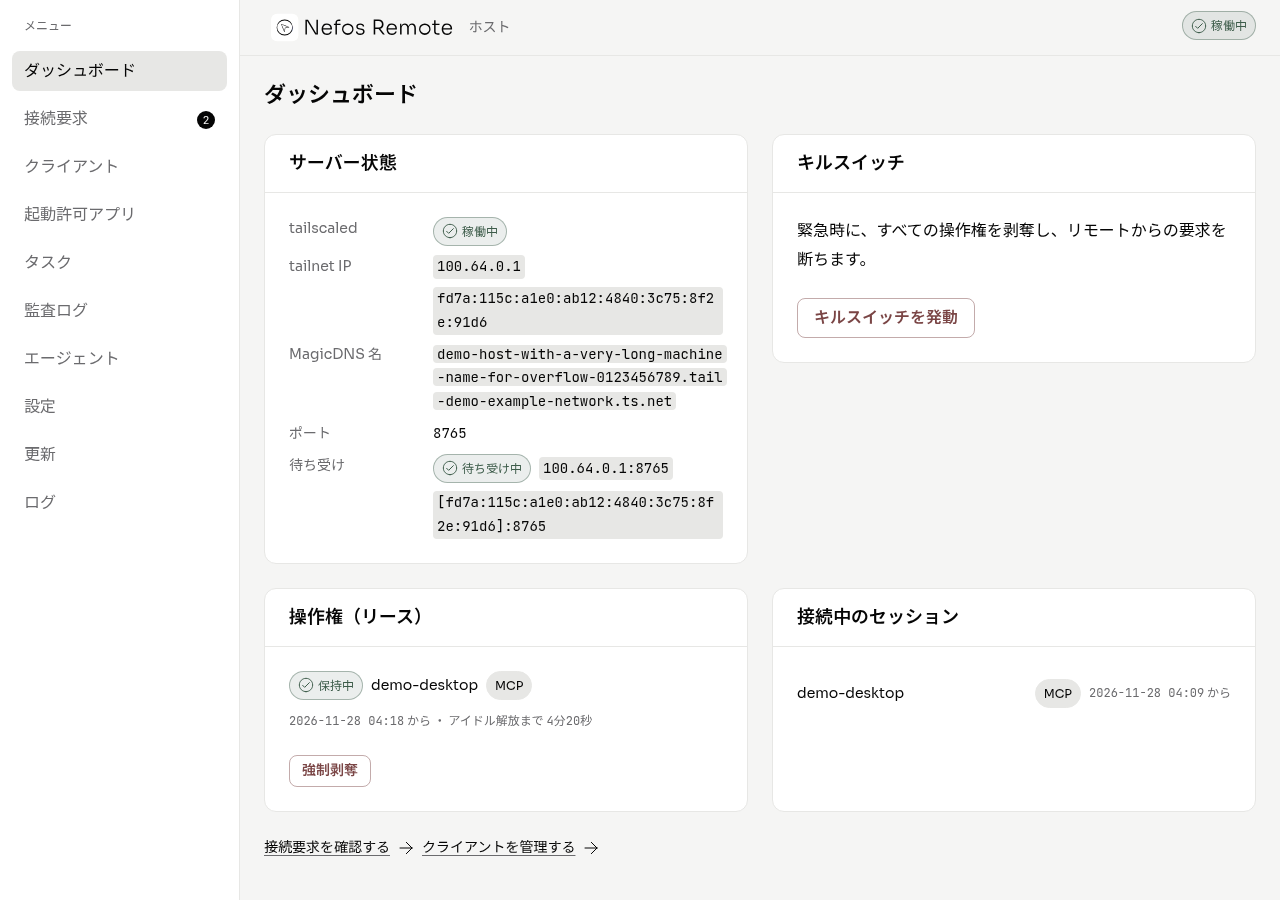 メニュー
ダッシュボード
接続要求 2
クライアント
起動許可アプリ
タスク
監査ログ
エージェント
設定
更新
ログ
Nefos Remote ホスト
稼働中
ダッシュボード
サーバー状態
tailscaled 稼働中
tailnet IP 100.64.0.1
fd7a:115c:a1e0:ab12:4840:3c75:8f2
e:91d6
MagicDNS 名 demo-host-with-a-very-long-machine
-name-for-overflow-0123456789.tail
-demo-example-network.ts.net
ポート 8765
待ち受け 待ち受け中 100.64.0.1:8765
[fd7a:115c:a1e0:ab12:4840:3c75:8f
2e:91d6]:8765
キルスイッチ
緊急時に、すべての操作権を剥奪し、リモートからの要求を
断ちます。
キルスイッチを発動
操作権（リース）
保持中 demo-desktop MCP
2026-11-28 04:18 から ・ アイドル解放まで 4分20秒
強制剥奪
接続中のセッション
demo-desktop MCP 2026-11-28 04:09 から
接続要求を確認する → クライアントを管理する →